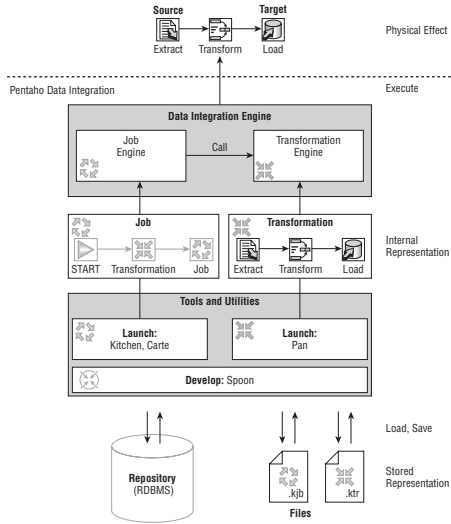 Source
Target
Extract
Transform
Load
Physical Effect
Pentaho Data Integration
Execute
Data Integration Engine
Job
Engine
Call
Transformation
Engine
Job
START
Transformation
Job
Transformation
Extract
Transform
Load
Internal
Representation
Tools and Utilities
Launch:
Kitchen, Carte
Launch:
Pan
Develop: Spoon
Load, Save
Repository
(RDBMS)
.kjb
.ktr
Files
Stored
Representation